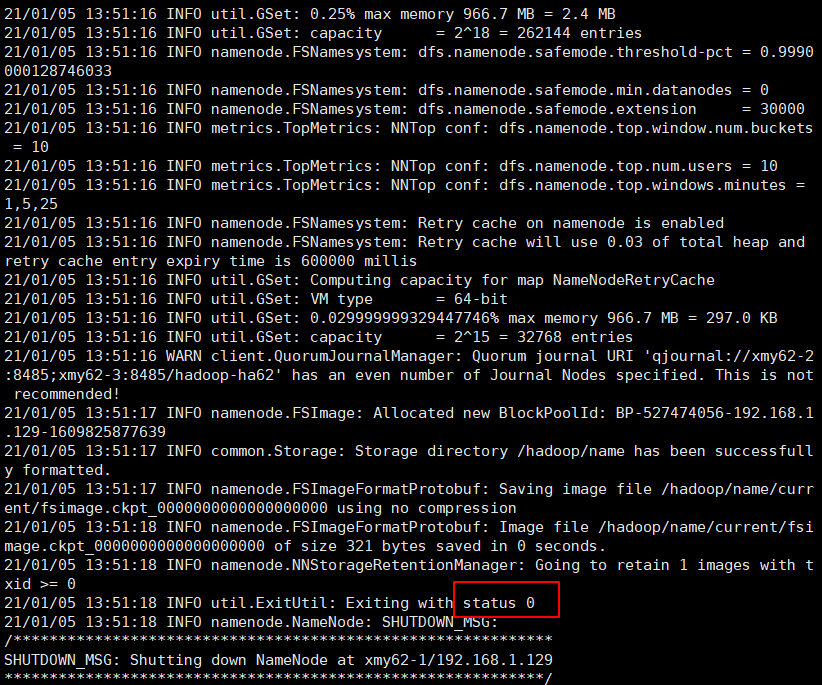 21/01/05 13:51:16 INFO util.GSet: 0.25% max memory 966.7 MB = 2.4 MB
21/01/05 13:51:16 INFO util.GSet: capacity      = 2^18 = 262144 entries
21/01/05 13:51:16 INFO namenode.FSNamesystem: dfs.namenode.safemode.threshold-pct = 0.9990
000128746033
21/01/05 13:51:16 INFO namenode.FSNamesystem: dfs.namenode.safemode.min.datanodes = 0
21/01/05 13:51:16 INFO namenode.FSNamesystem: dfs.namenode.safemode.extension     = 30000
21/01/05 13:51:16 INFO metrics.TopMetrics: NNTop conf: dfs.namenode.top.window.num.buckets
 = 10
21/01/05 13:51:16 INFO metrics.TopMetrics: NNTop conf: dfs.namenode.top.num.users = 10
21/01/05 13:51:16 INFO metrics.TopMetrics: NNTop conf: dfs.namenode.top.windows.minutes =
1,5,25
21/01/05 13:51:16 INFO namenode.FSNamesystem: Retry cache on namenode is enabled
21/01/05 13:51:16 INFO namenode.FSNamesystem: Retry cache will use 0.03 of total heap and
retry cache entry expiry time is 600000 millis
21/01/05 13:51:16 INFO util.GSet: Computing capacity for map NameNodeRetryCache
21/01/05 13:51:16 INFO util.GSet: VM type       = 64-bit
21/01/05 13:51:16 INFO util.GSet: 0.029999999329447746% max memory 966.7 MB = 297.0 KB
21/01/05 13:51:16 INFO util.GSet: capacity      = 2^15 = 32768 entries
21/01/05 13:51:16 WARN client.QuorumJournalManager: Quorum journal URI 'qjournal://xmy62-2
:8485;xmy62-3:8485/hadoop-ha62' has an even number of Journal Nodes specified. This is not
 recommended!
21/01/05 13:51:17 INFO namenode.FSImage: Allocated new BlockPoolId: BP-527474056-192.168.1
.129-1609825877639
21/01/05 13:51:17 INFO common.Storage: Storage directory /hadoop/name has been successfull
y formatted.
21/01/05 13:51:17 INFO namenode.FSImageFormatProtobuf: Saving image file /hadoop/name/curr
ent/fsimage.ckpt_0000000000000000000 using no compression
21/01/05 13:51:18 INFO namenode.FSImageFormatProtobuf: Image file /hadoop/name/current/fsi
mage.ckpt_0000000000000000000 of size 321 bytes saved in 0 seconds.
21/01/05 13:51:18 INFO namenode.NNStorageRetentionManager: Going to retain 1 images with t
xid >= 0
21/01/05 13:51:18 INFO util.ExitUtil: Exiting with status 0
21/01/05 13:51:18 INFO namenode.NameNode: SHUTDOWN_MSG:
/************************************************************
SHUTDOWN_MSG: Shutting down NameNode at xmy62-1/192.168.1.129
************************************************************/